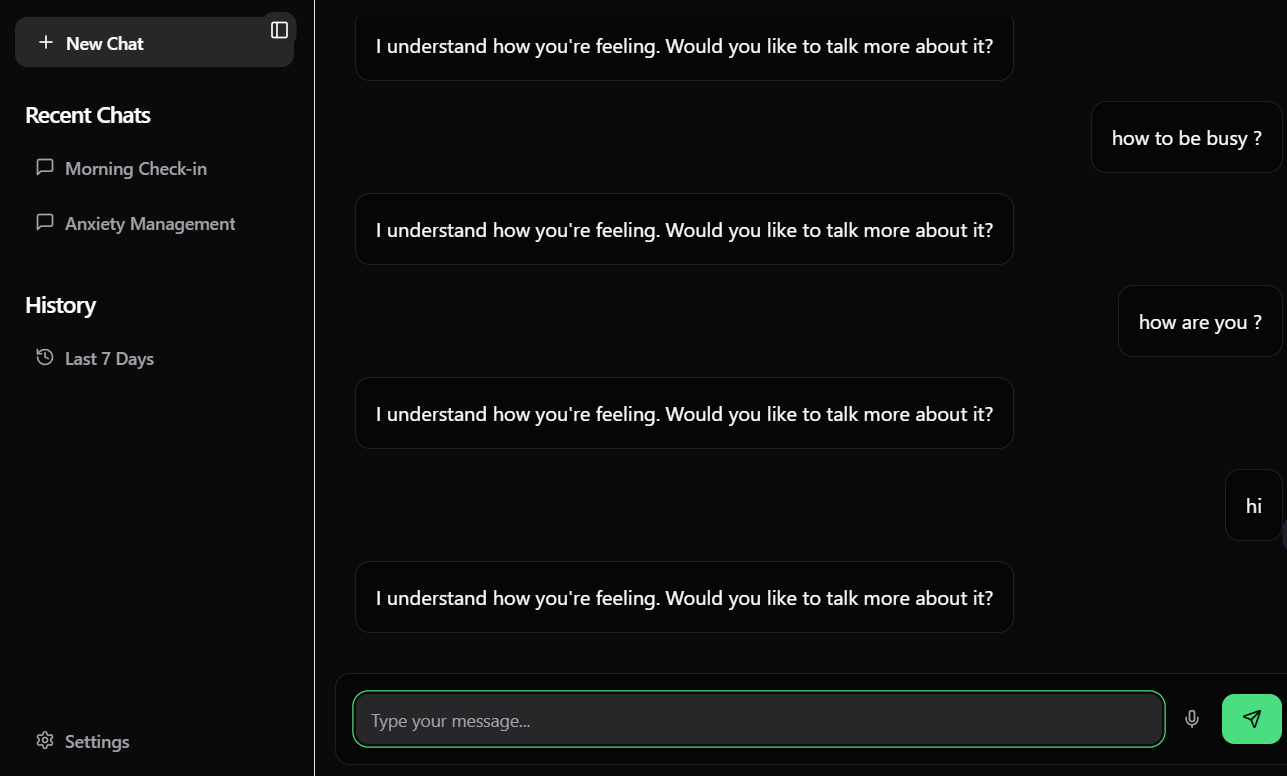 New Chat
Recent Chats
Morning Check-in
Anxiety Management
History
Last 7 Days
Settings
I understand how you're feeling. Would you like to talk more about it?
how to be busy ?
I understand how you're feeling. Would you like to talk more about it?
how are you ?
I understand how you're feeling. Would you like to talk more about it?
hi
I understand how you're feeling. Would you like to talk more about it?
Type your message...